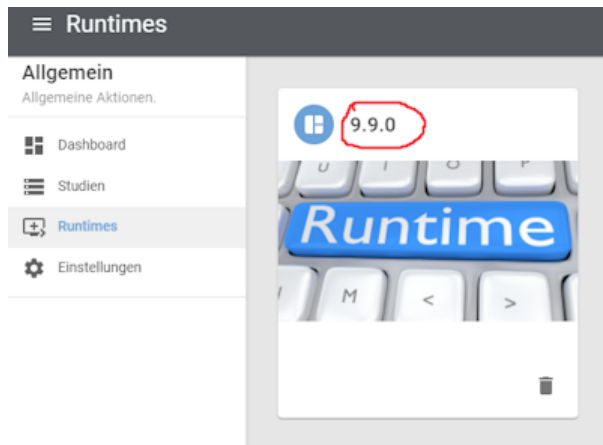 Runtimes
Allgemein
Allgemeine Aktionen.
Dashboard
Studien
Runtimes
Einstellungen
9.9.0
U I O P
Runtime
M < >